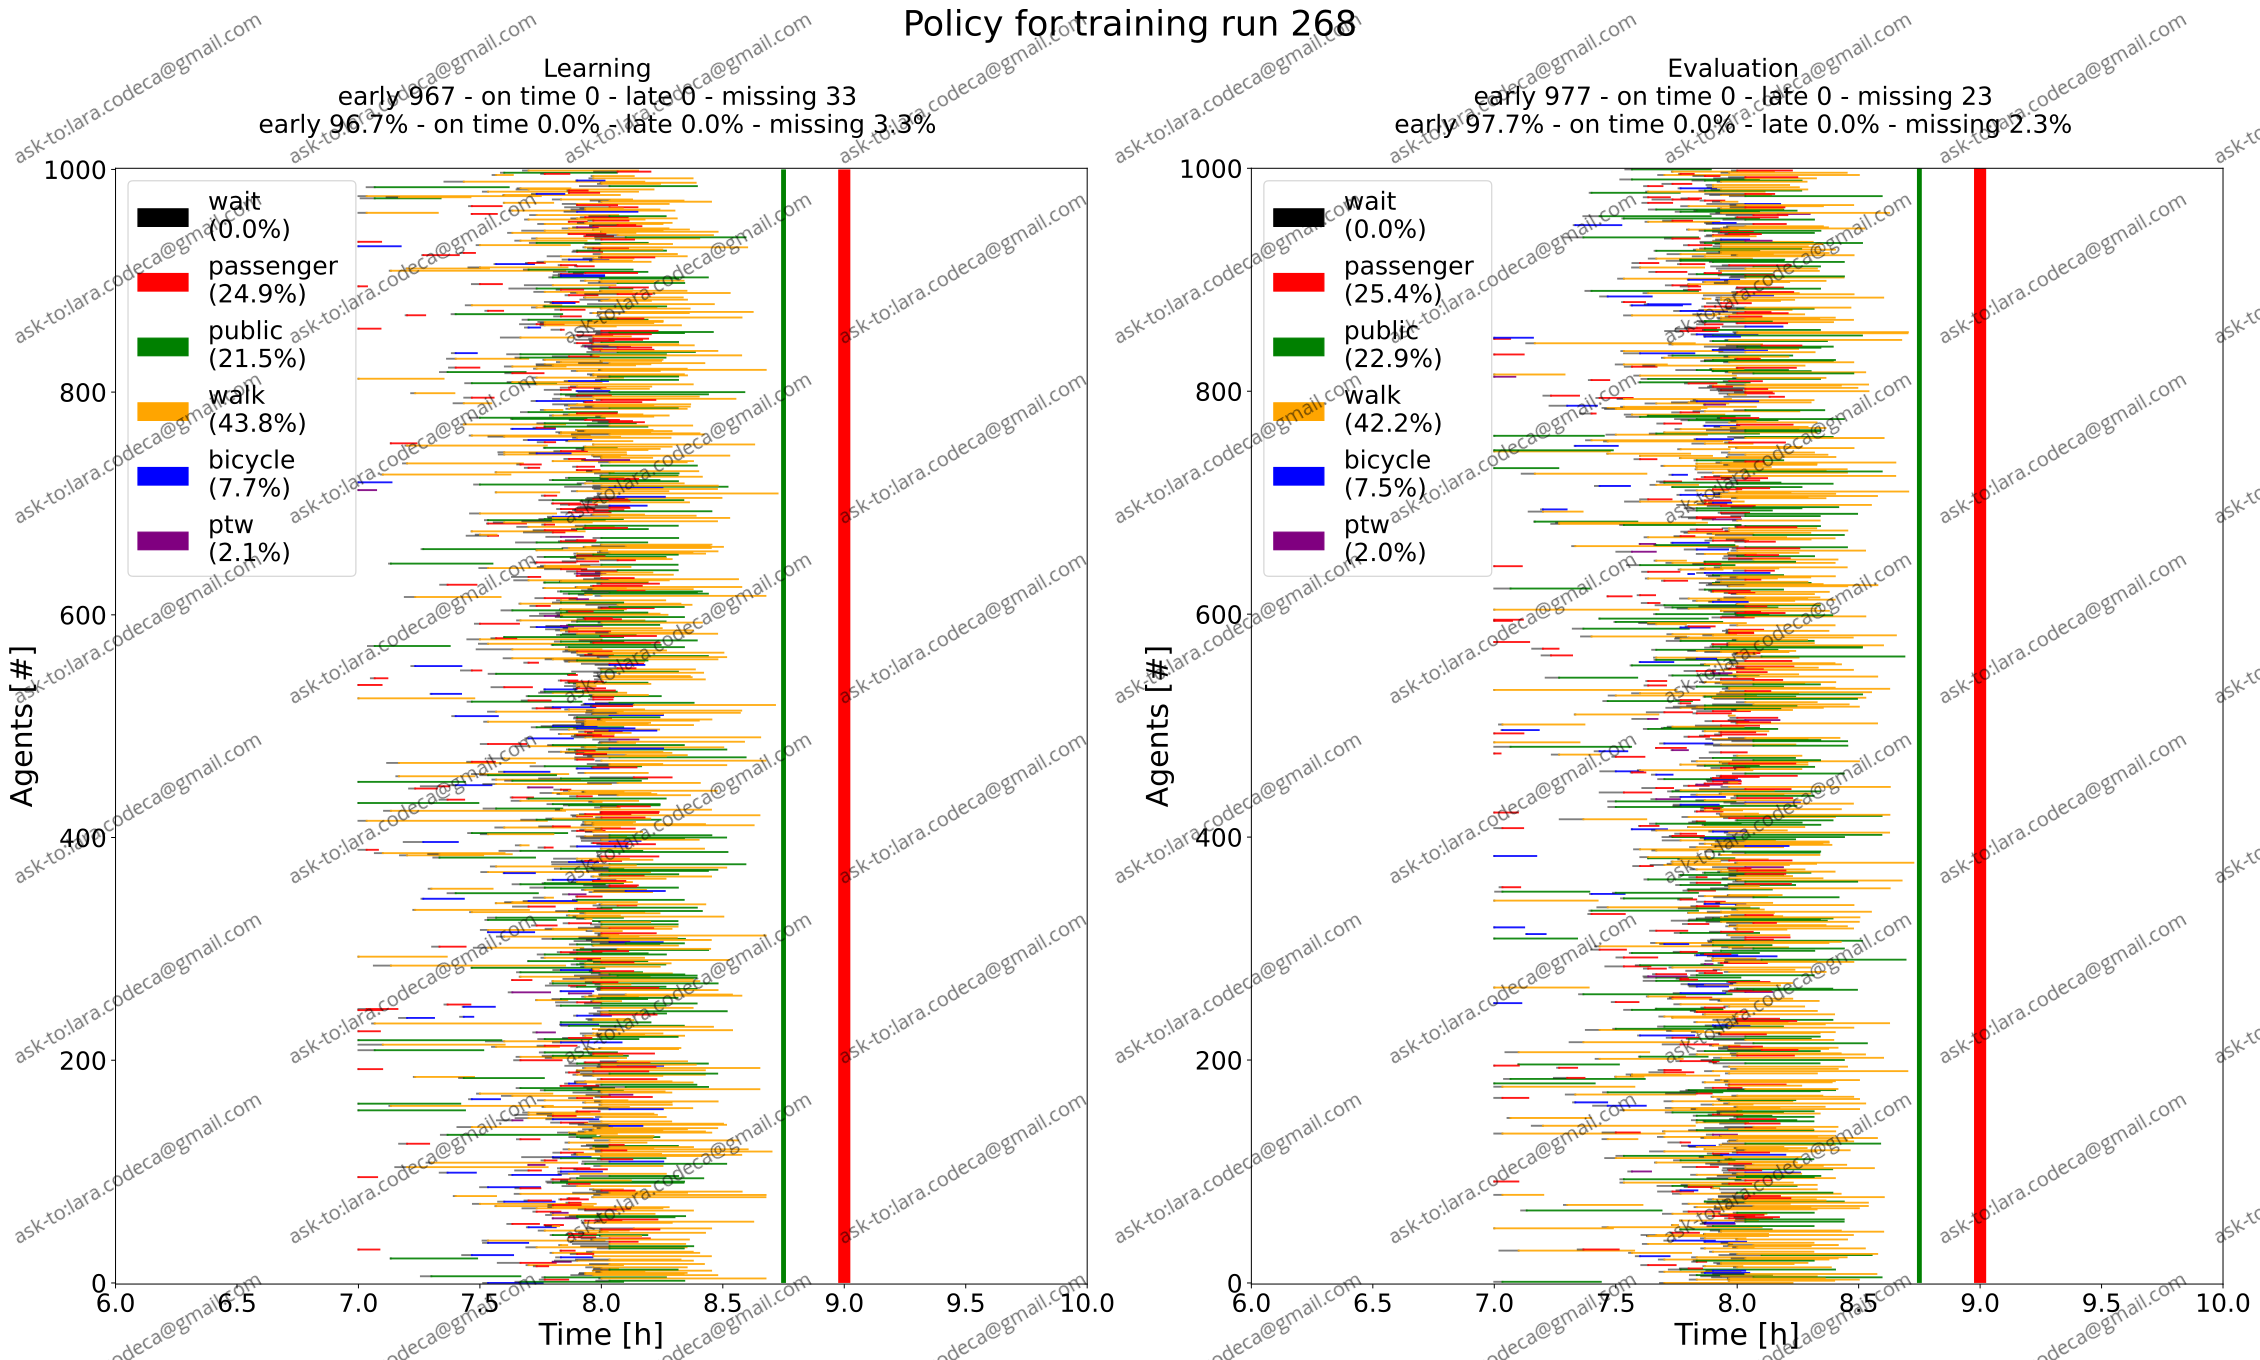 Policy for training run 268
Learning
early 967 - on time 0 - late 0 - missing 33
early 96.7% - on time 0.0% - late 0.0% - missing 3.3%
1000
800
600
400
200
0
Agents [#]
wait
(0.0%)
passenger
(24.9%)
public
(21.5%)
walk
(43.8%)
bicycle
(7.7%)
ptw
(2.1%)
6.0 6.5 7.0 7.5 8.0 8.5 9.0 9.5 10.0
Time [h]
Evaluation
early 977 - on time 0 - late 0 - missing 23
early 97.7% - on time 0.0% - late 0.0% - missing 2.3%
1000
800
600
400
200
0
Agents [#]
wait
(0.0%)
passenger
(25.4%)
public
(22.9%)
walk
(42.2%)
bicycle
(7.5%)
ptw
(2.0%)
6.0 6.5 7.0 7.5 8.0 8.5 9.0 9.5 10.0
Time [h]
ask-to:lara.codeca@gmail.com